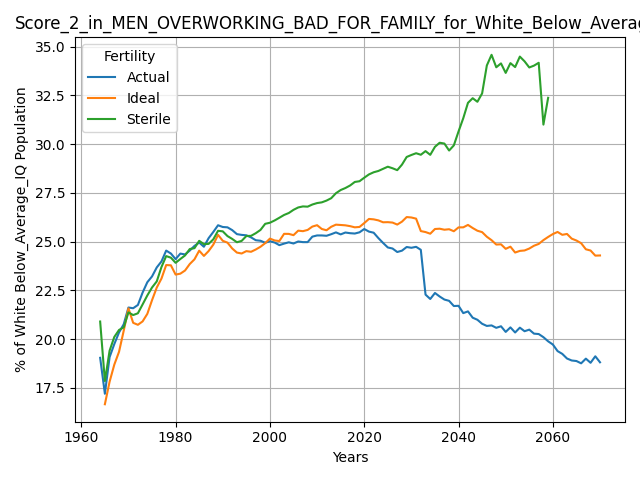 Score_2_in_MEN_OVERWORKING_BAD_FOR_FAMILY_for_White_Below_Averag
35.0
32.5
30.0
27.5
25.0
22.5
20.0
17.5
% of White Below_Average_IQ Population
Fertility
Actual
Ideal
Sterile
1960
1980
2000
2020
2040
2060
Years